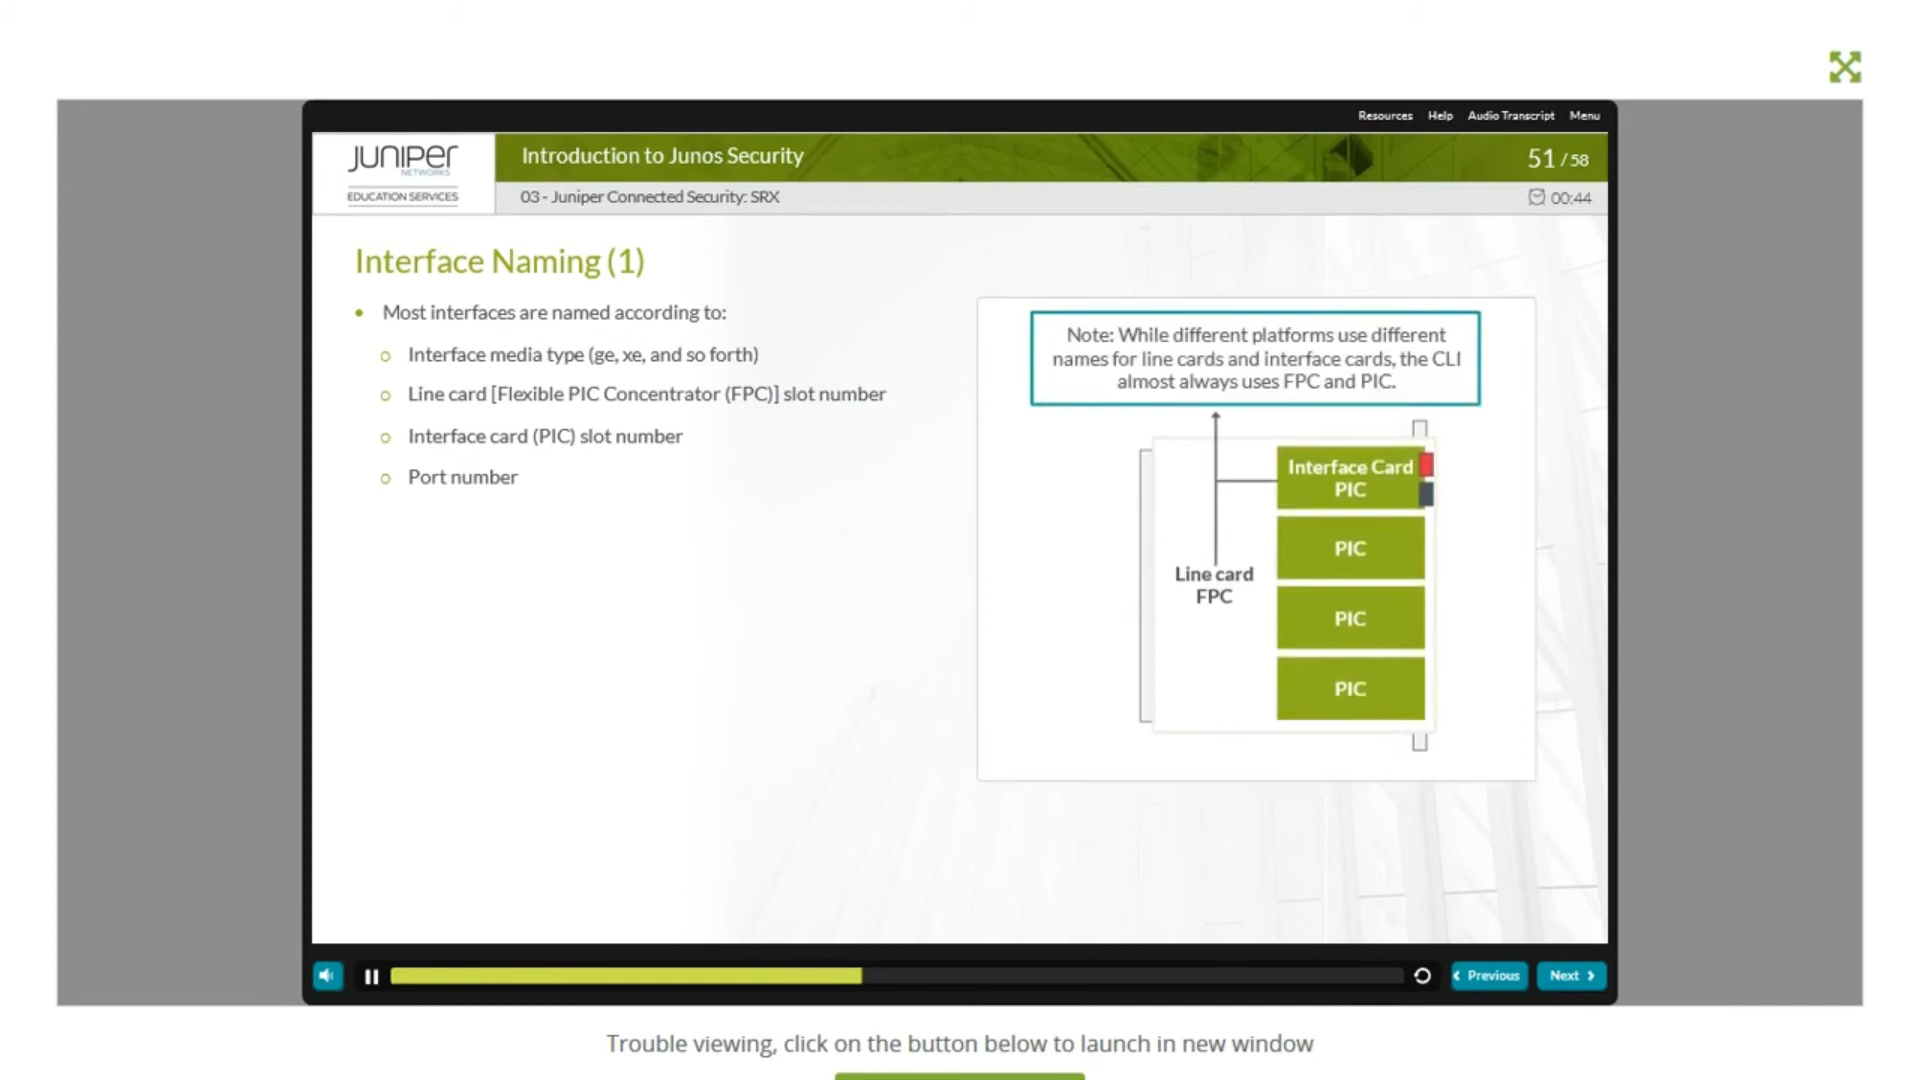 Resources Help Audio Transcript Menu
JUNIPER
NETWORKS
EDUCATION SERVICES
Introduction to Junos Security
51 / 58
03 - Juniper Connected Security: SRX
00:44
Interface Naming (1)
• Most interfaces are named according to:
o Interface media type (ge, xe, and so forth)
o Line card [Flexible PIC Concentrator (FPC)] slot number
o Interface card (PIC) slot number
o Port number
Note: While different platforms use different
names for line cards and interface cards, the CLI
almost always uses FPC and PIC.
Interface Card
PIC
PIC
Line card
FPC
PIC
PIC
Previous
Next
Trouble viewing, click on the button below to launch in new window